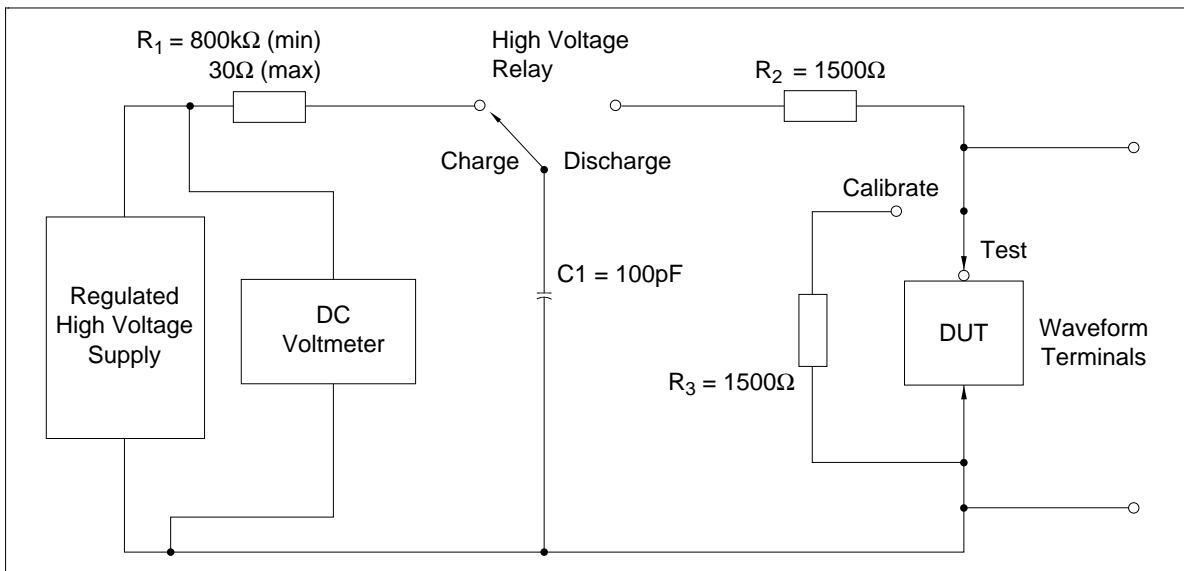 R1 = 800kΩ (min)
30Ω (max)
High Voltage
Relay
R2 = 1500Ω
Charge
Discharge
Calibrate
Test
C1 = 100pF
Regulated
High Voltage
Supply
DC
Voltmeter
DUT
Waveform
Terminals
R3 = 1500Ω